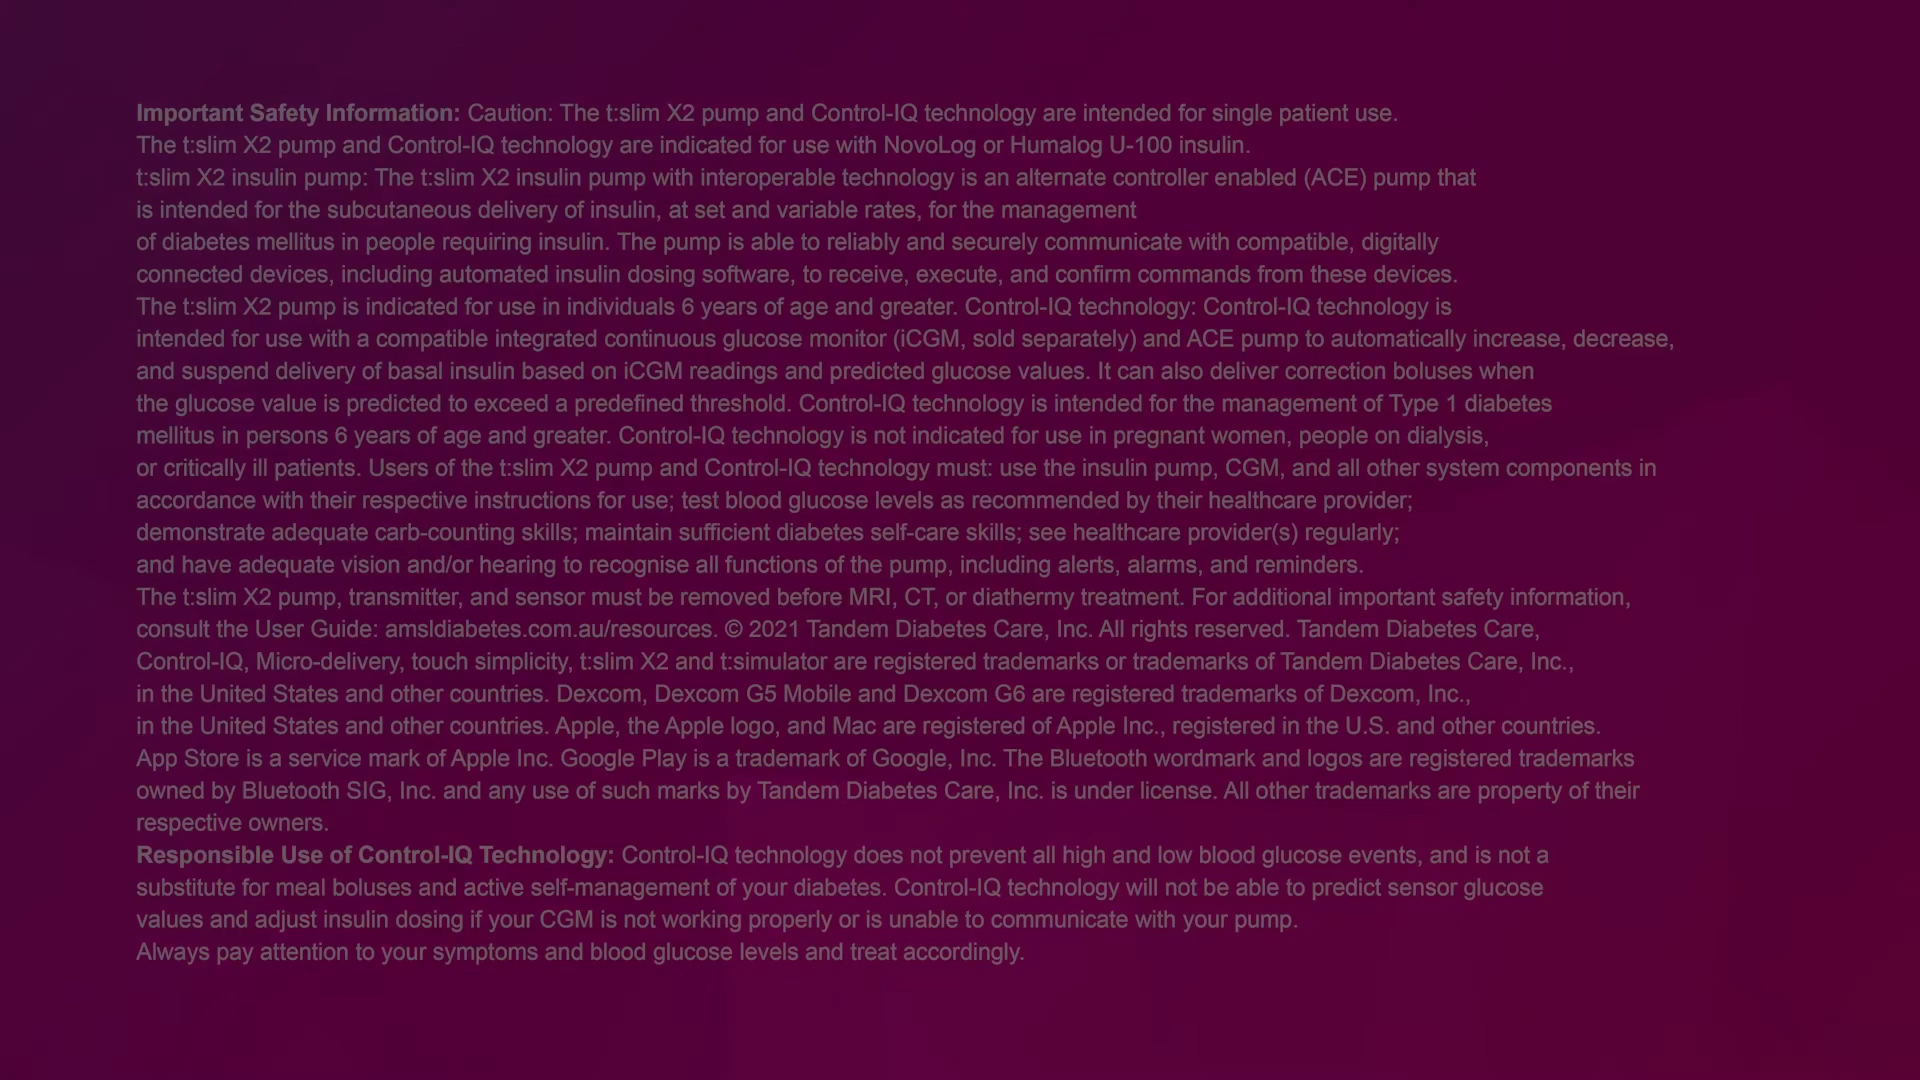 Important Safety Information: Caution: The t:slim X2 pump and Control-IQ technology are intended for single patient use.
The t:slim X2 pump and Control-IQ technology are indicated for use with NovoLog or Humalog U-100 insulin.
t:slim X2 insulin pump: The t:slim X2 insulin pump with interoperable technology is an alternate controller enabled (ACE) pump that
is intended for the subcutaneous delivery of insulin, at set and variable rates, for the management
of diabetes mellitus in people requiring insulin. The pump is able to reliably and securely communicate with compatible, digitally
connected devices, including automated insulin dosing software, to receive, execute, and confirm commands from these devices.
The t:slim X2 pump is indicated for use in individuals 6 years of age and greater. Control-IQ technology: Control-IQ technology is
intended for use with a compatible integrated continuous glucose monitor (iCGM, sold separately) and ACE pump to automatically increase, decrease,
and suspend delivery of basal insulin based on iCGM readings and predicted glucose values. It can also deliver correction boluses when
the glucose value is predicted to exceed a predefined threshold. Control-IQ technology is intended for the management of Type 1 diabetes
mellitus in persons 6 years of age and greater. Control-IQ technology is not indicated for use in pregnant women, people on dialysis,
or critically ill patients. Users of the t:slim X2 pump and Control-IQ technology must: use the insulin pump, CGM, and all other system components in
accordance with their respective instructions for use; test blood glucose levels as recommended by their healthcare provider;
demonstrate adequate carb-counting skills; maintain sufficient diabetes self-care skills; see healthcare provider(s) regularly;
and have adequate vision and/or hearing to recognise all functions of the pump, including alerts, alarms, and reminders.
The t:slim X2 pump, transmitter, and sensor must be removed before MRI, CT, or diathermy treatment. For additional important safety information,
consult the User Guide: amsldiabetes.com.au/resources. © 2021 Tandem Diabetes Care, Inc. All rights reserved. Tandem Diabetes Care,
Control-IQ, Micro-delivery, touch simplicity, t:slim X2 and t:simulator are registered trademarks or trademarks of Tandem Diabetes Care, Inc.,
in the United States and other countries. Dexcom, Dexcom G5 Mobile and Dexcom G6 are registered trademarks of Dexcom, Inc.,
in the United States and other countries. Apple, the Apple logo, and Mac are registered of Apple Inc., registered in the U.S. and other countries.
App Store is a service mark of Apple Inc. Google Play is a trademark of Google, Inc. The Bluetooth wordmark and logos are registered trademarks
owned by Bluetooth SIG, Inc. and any use of such marks by Tandem Diabetes Care, Inc. is under license. All other trademarks are property of their
respective owners.
Responsible Use of Control-IQ Technology: Control-IQ technology does not prevent all high and low blood glucose events, and is not a
substitute for meal boluses and active self-management of your diabetes. Control-IQ technology will not be able to predict sensor glucose
values and adjust insulin dosing if your CGM is not working properly or is unable to communicate with your pump.
Always pay attention to your symptoms and blood glucose levels and treat accordingly.